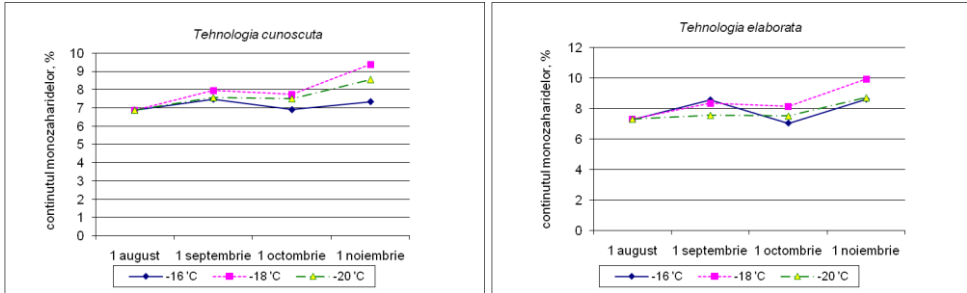 Tehnologia cunoscuta
continutul monozaharidelor, %
10
9
8
7
6
5
4
3
2
1
0
1 august 1 septembrie 1 octombrie 1 noiembrie
-16 'C -18 'C -20 'C
Tehnologia elaborata
continutul monozaharidelor, %
12
10
8
6
4
2
0
1 august 1 septembrie 1 octombrie 1 noiembrie
-16 'C -18 'C -20 'C